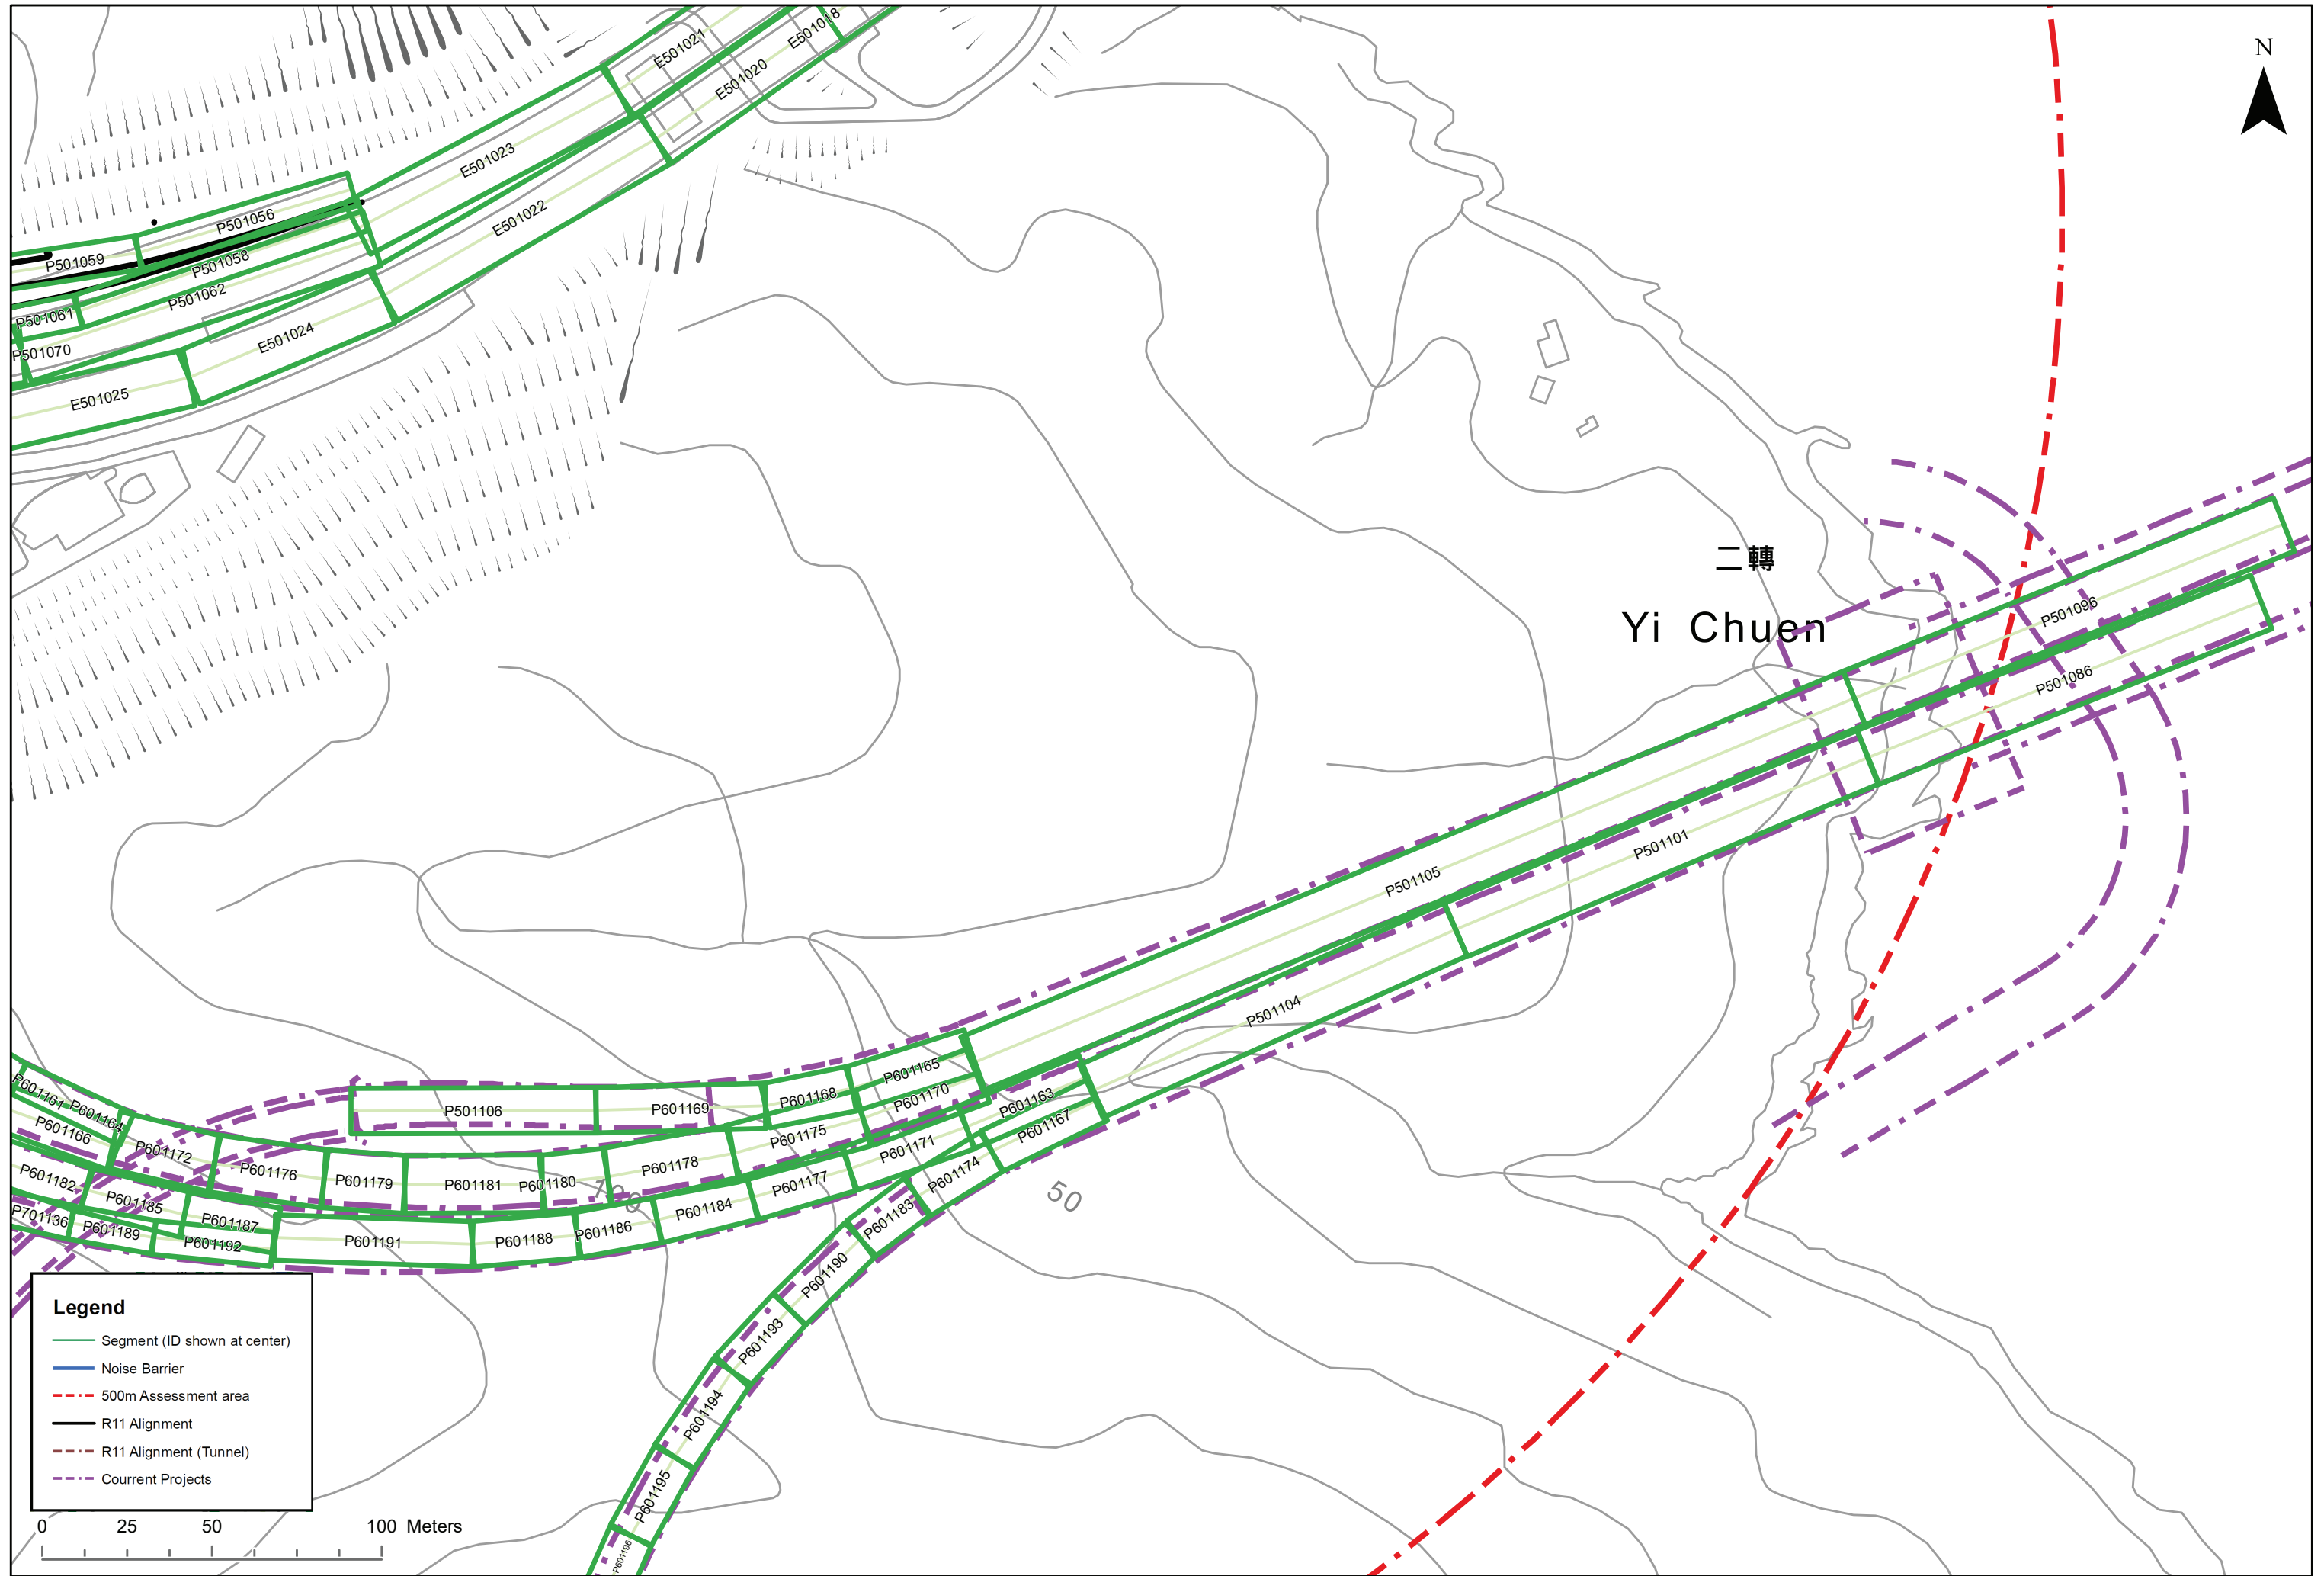 N
E501018
E501021
E501020
E501023
E501022
P501056
P501059
P501058
P501062
P501061
P501070
E501024
E501025
二轉
Yi Chuen
P501096
P501086
P501101
P501105
P501104
P601165
P601170
P601168
P601169
P501106
P601163
P601167
P601161
P601164
P601166
P601172
P601175
P601171
P601176
P601178
P601179
P601181
P601180
P601177
P601174
P601182
P601185
P601184
P601183
P701136
P601189
P601187
P601192
P601191
P601188
P601186
P601190
50
P601193
P601194
P601195
P601196
Legend
Segment (ID shown at center)
Noise Barrier
500m Assessment area
R11 Alignment
R11 Alignment (Tunnel)
Courrent Projects
0 25 50 100 Meters